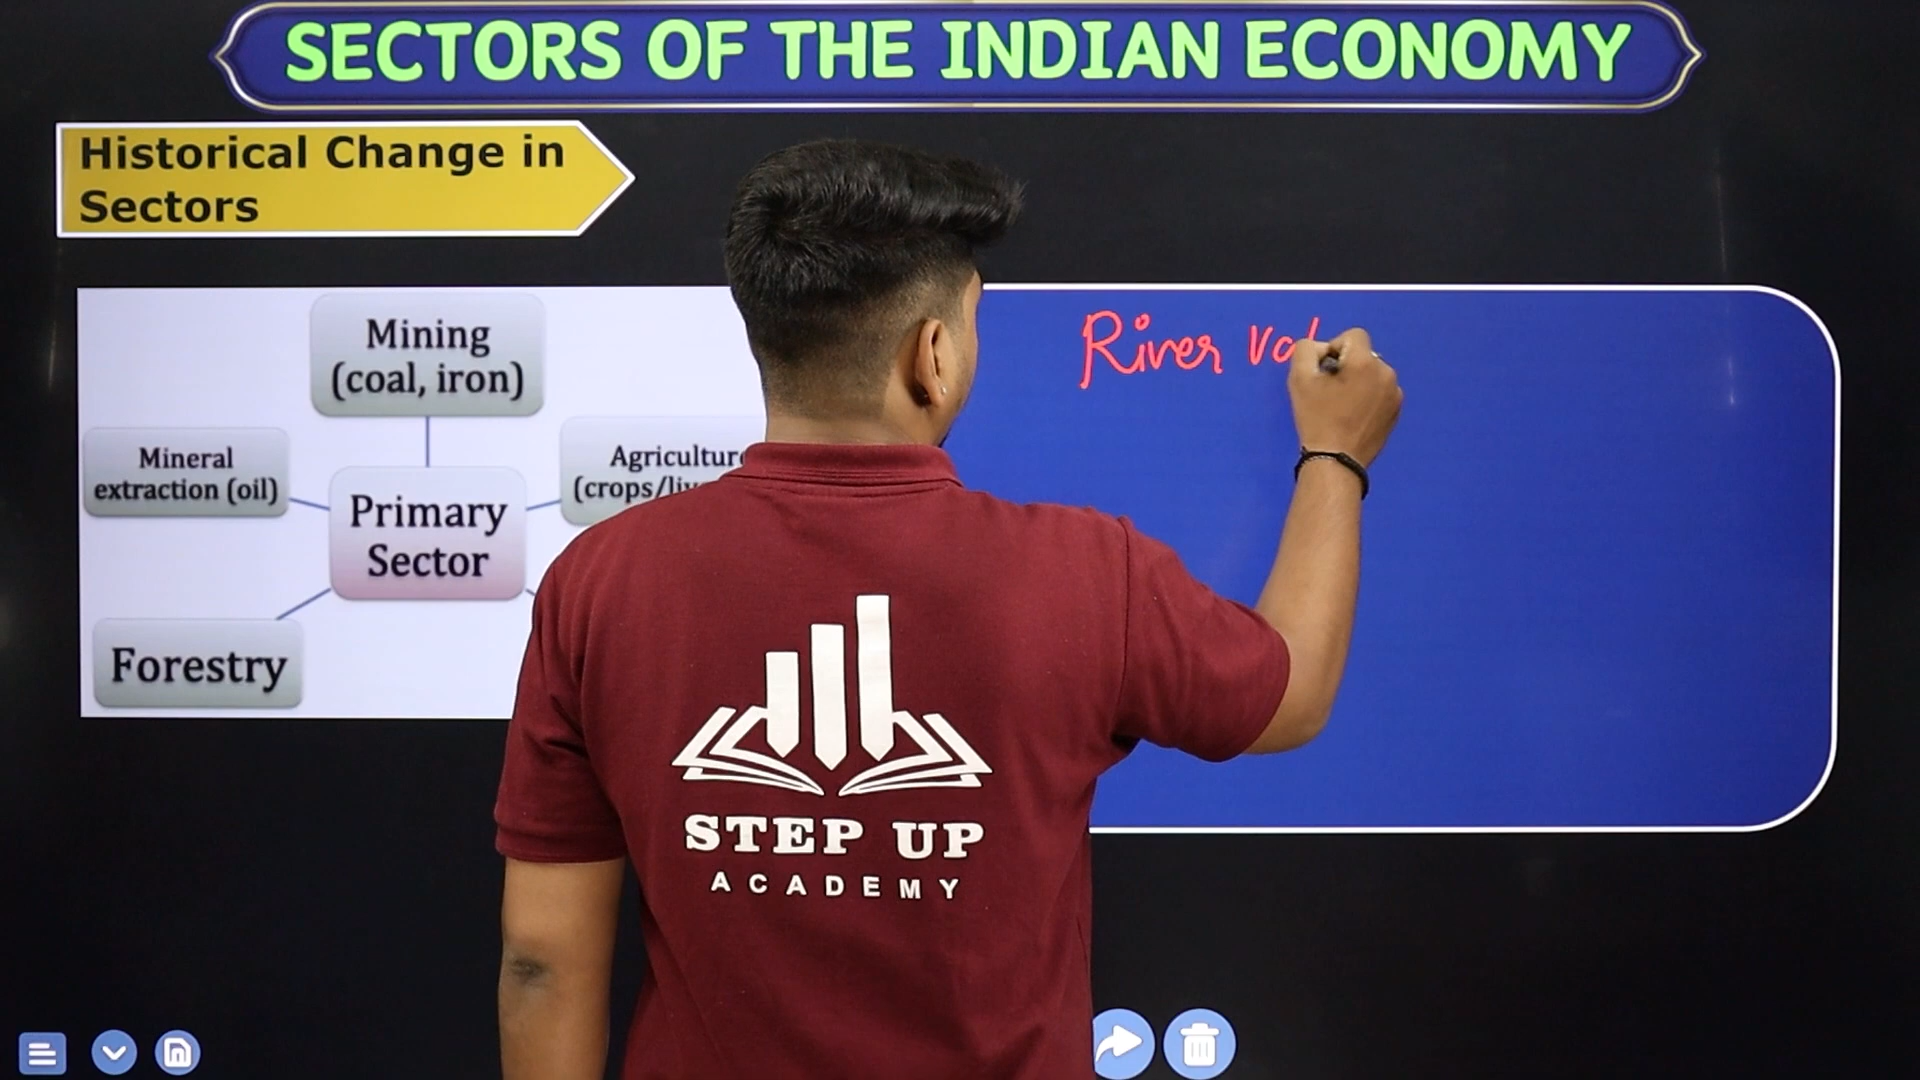 SECTORS OF THE INDIAN ECONOMY
Historical Change in
Sectors
Mining
(coal, iron)
Mineral
extraction (oil)
Primary
Sector
Forestry
River
STEP UP
ACADEMY